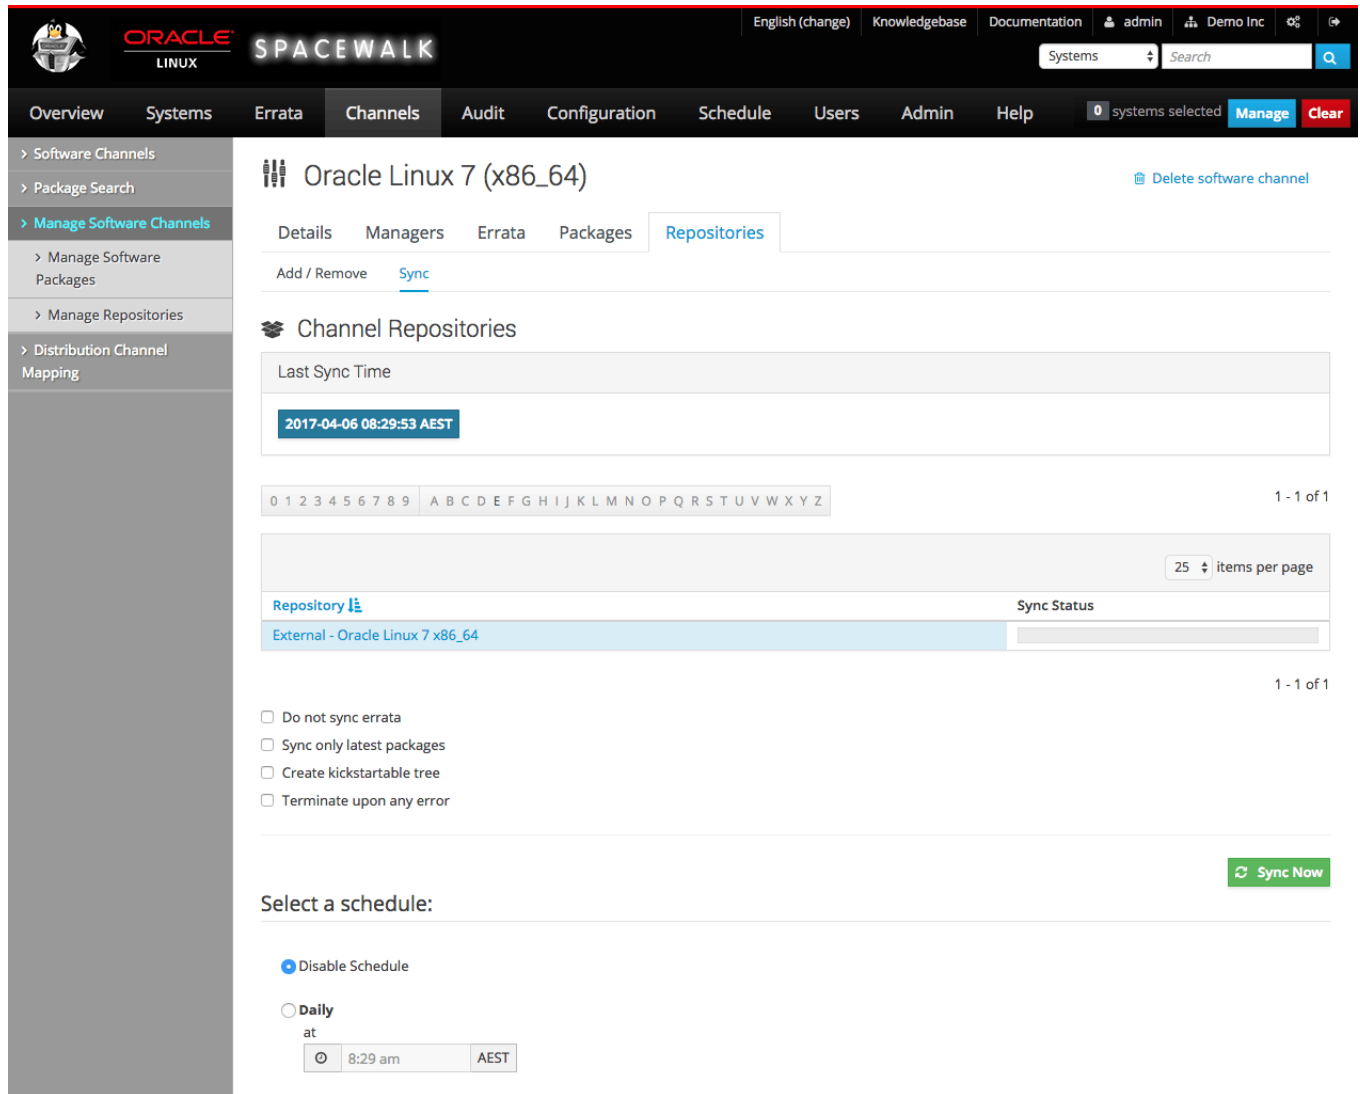 English (change) Knowledgebase Documentation admin Demo Inc
ORACLE
LINUX
SPACEWALK
Systems Search
Overview Systems Errata Channels Audit Configuration Schedule Users Admin Help 0 systems selected Manage Clear
Software Channels
Package Search
Manage Software Channels
Manage Software
Packages
Manage Repositories
Distribution Channel
Mapping
Oracle Linux 7 (x86_64)
Delete software channel
Details Managers Errata Packages Repositories
Add / Remove Sync
Channel Repositories
Last Sync Time
2017-04-06 08:29:53 AEST
0 1 2 3 4 5 6 7 8 9 A B C D E F G H I J K L M N O P Q R S T U V W X Y Z
1 - 1 of 1
25 items per page
Repository Sync Status
External - Oracle Linux 7 x86_64
1 - 1 of 1
Do not sync errata
Sync only latest packages
Create kickstartable tree
Terminate upon any error
Sync Now
Select a schedule:
Disable Schedule
Daily
at
8:29 am AEST